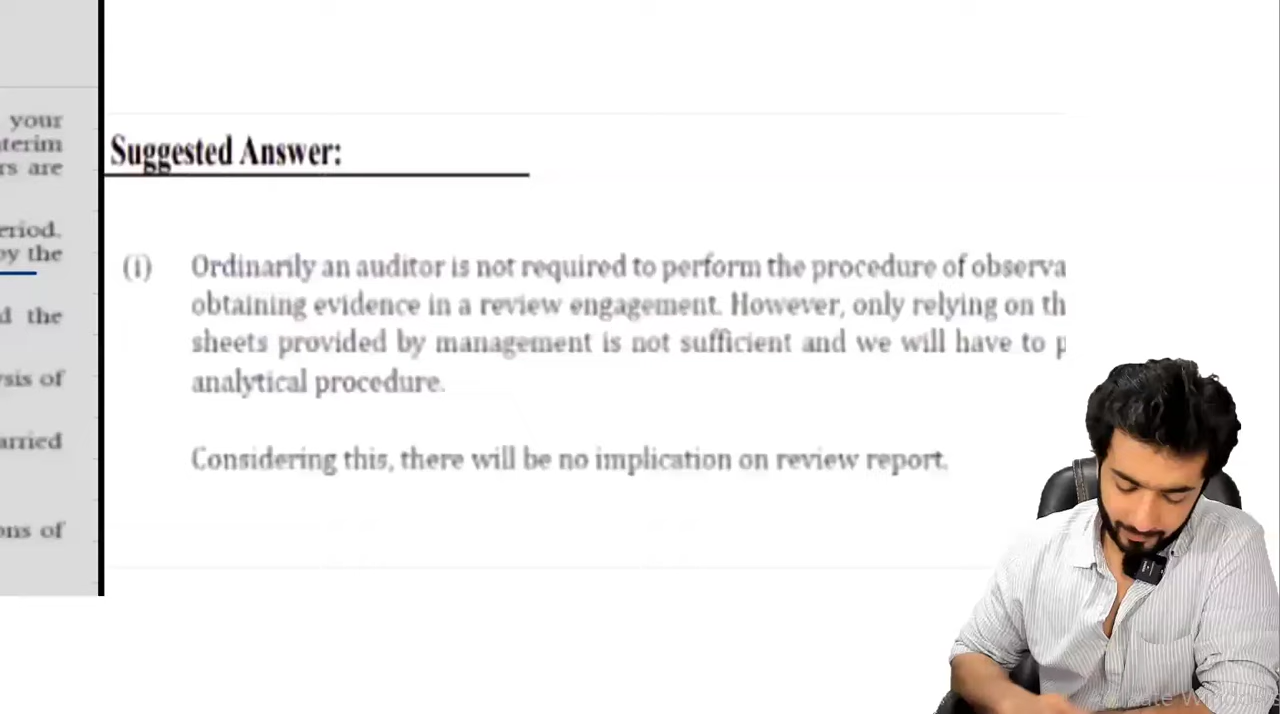 your
terim
rs are
eriod.
by the
d the
sis of
arried
ons of
Suggested Answer:
(i) Ordinarily an auditor is not required to perform the procedure of observa
obtaining evidence in a review engagement. However, only relying on th
sheets provided by management is not sufficient and we will have to p
analytical procedure.
Considering this, there will be no implication on review report.